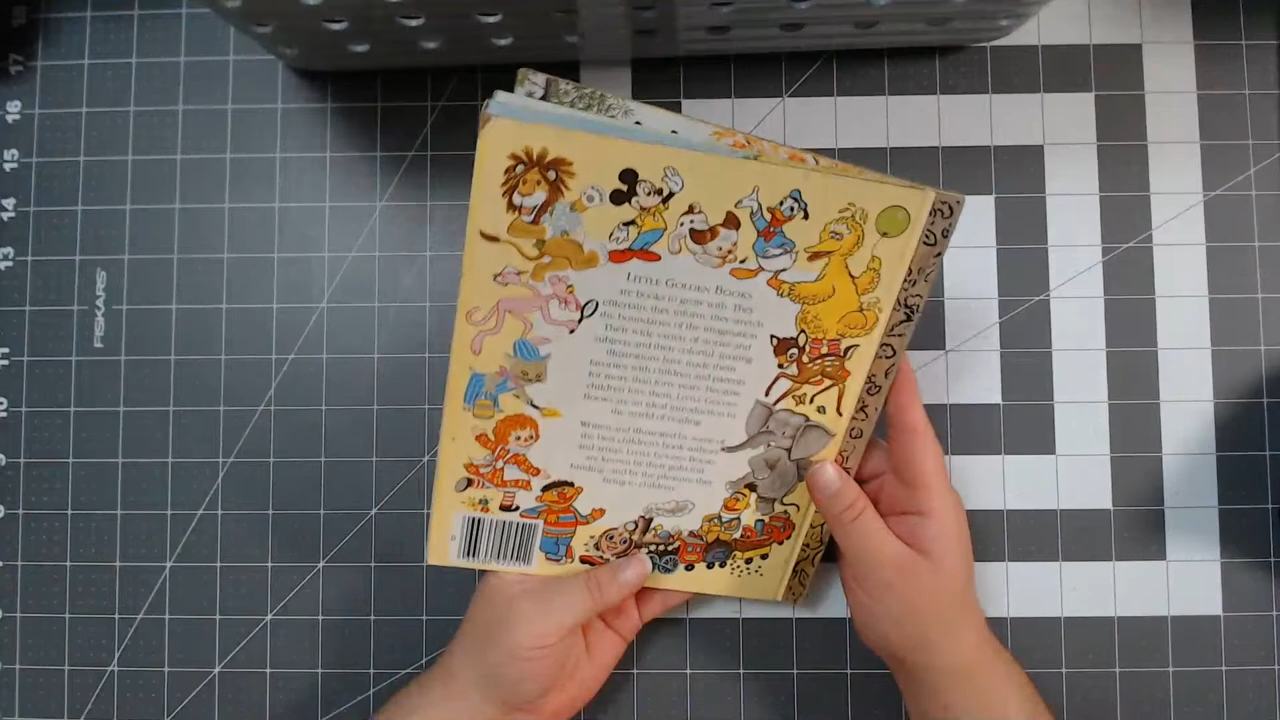 LITTLE GOLDEN BOOKS
are books to grow with. They
entertain, they inform, they stretch
the boundaries of the imagination.
Their wide variety of stories and
subjects and their colorful, amazing
illustrations have made them
favorites with children and parents
for more than forty years. Because
children love them, LITTLE GOLDEN
BOOKS are an ideal introduction to
the world of reading.
Written and illustrated by some of
the best children's book authors
and artists, LITTLE GOLDEN BOOKS
are known by their gold foil
binding—and by the pleasure they
bring to children.
FISKARS
18
17
16
15
14
13
11
10
9
8
7